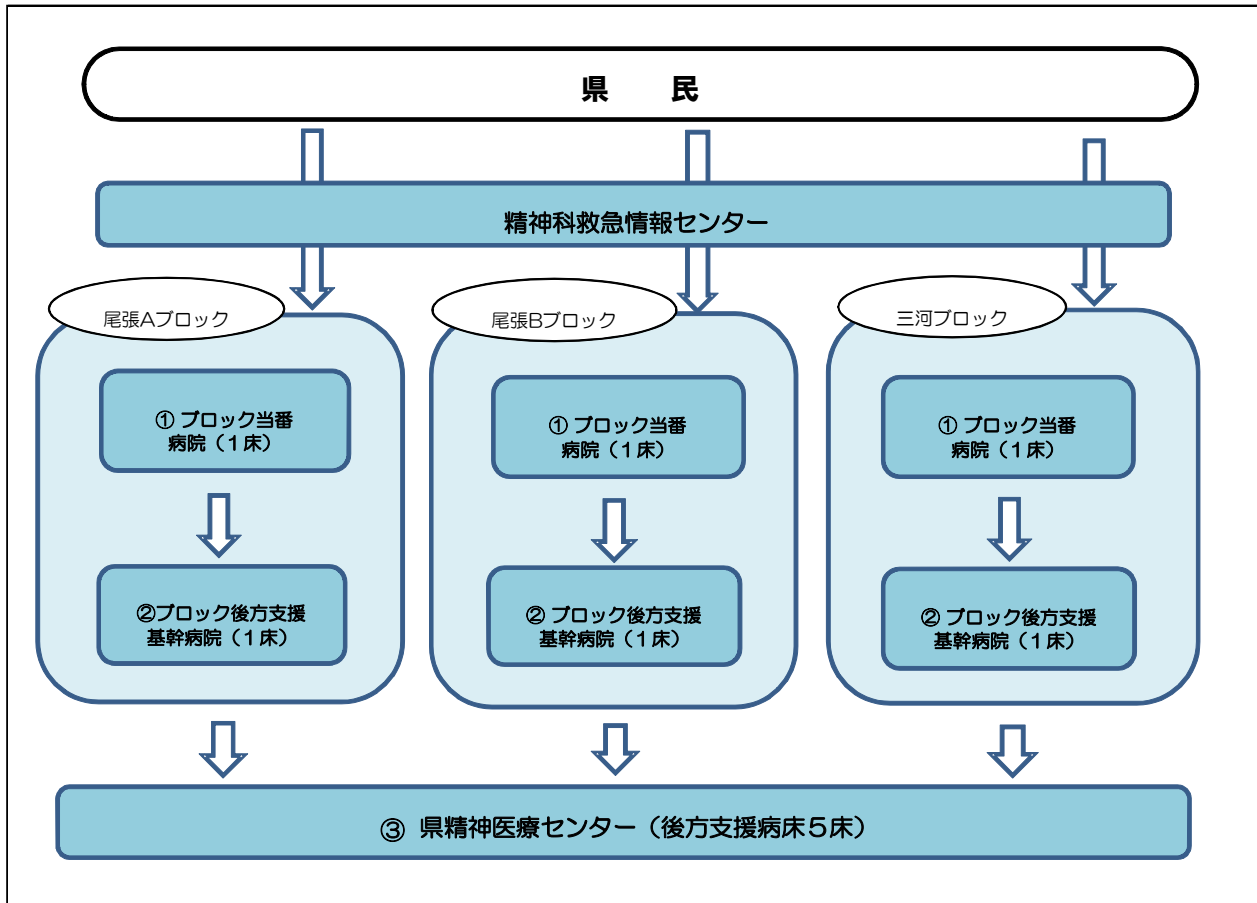 県　　民
精神科救急情報センター
尾張Aブロック
① ブロック当番
病院（１床）
②ブロック後方支援
基幹病院（１床）
尾張Bブロック
① ブロック当番
病院（１床）
② ブロック後方支援
基幹病院（１床）
三河ブロック
① ブロック当番
病院（１床）
② ブロック後方支援
基幹病院（１床）
③ 県精神医療センター（後方支援病床５床）